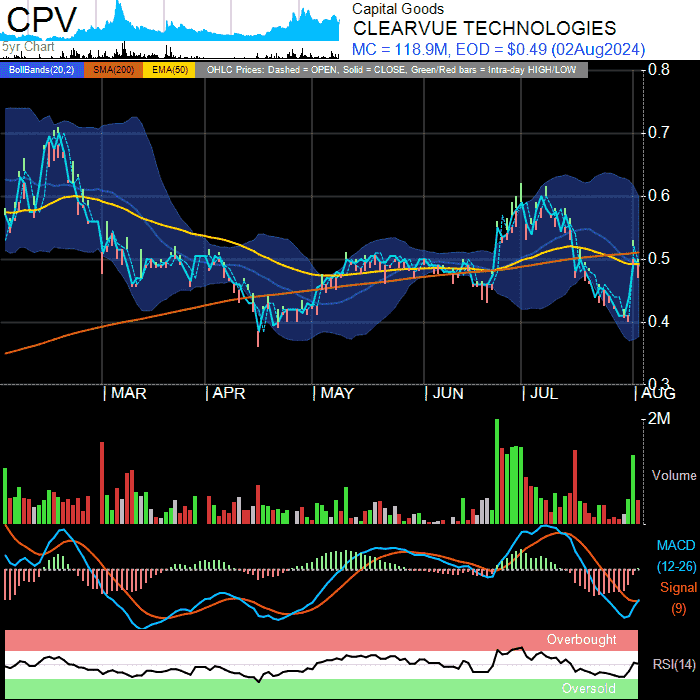 CPV
5yr Chart
Capital Goods
CLEARVUE TECHNOLOGIES
MC = 118.9M, EOD = $0.49 (02Aug2024)
BollBands(20,2) SMA(200) EMA(50) OHLC Prices: Dashed = OPEN, Solid = CLOSE, Green/Red bars = Intra-day HIGH/LOW
0.8
0.7
0.6
0.5
0.4
0.3
MAR APR MAY JUN JUL AUG
2M
Volume
MACD
(12-26)
Signal
(9)
Overbought
RSI(14)
Oversold